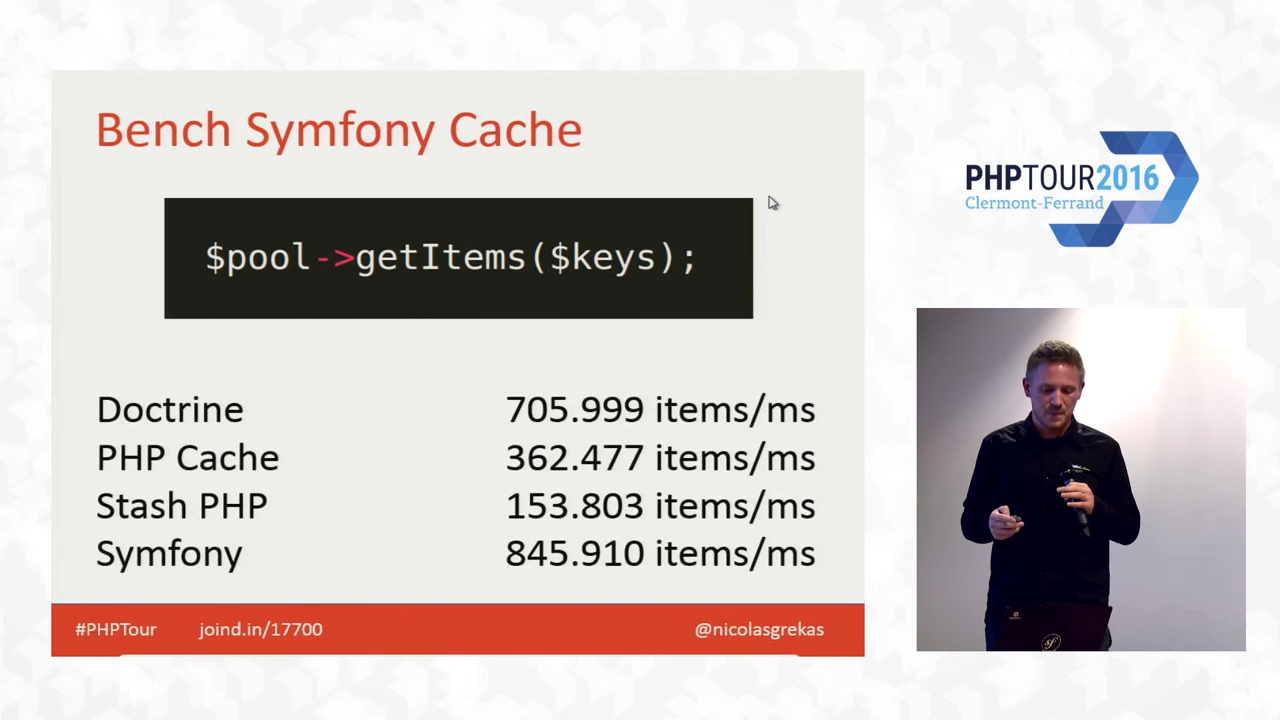 Bench Symfony Cache
$pool->getItems($keys);
Doctrine 705.999 items/ms
PHP Cache 362.477 items/ms
Stash PHP 153.803 items/ms
Symfony 845.910 items/ms
#PHPTour joind.in/17700 @nicolasgrekas
PHPTOUR2016
Clermont-Ferrand
sf